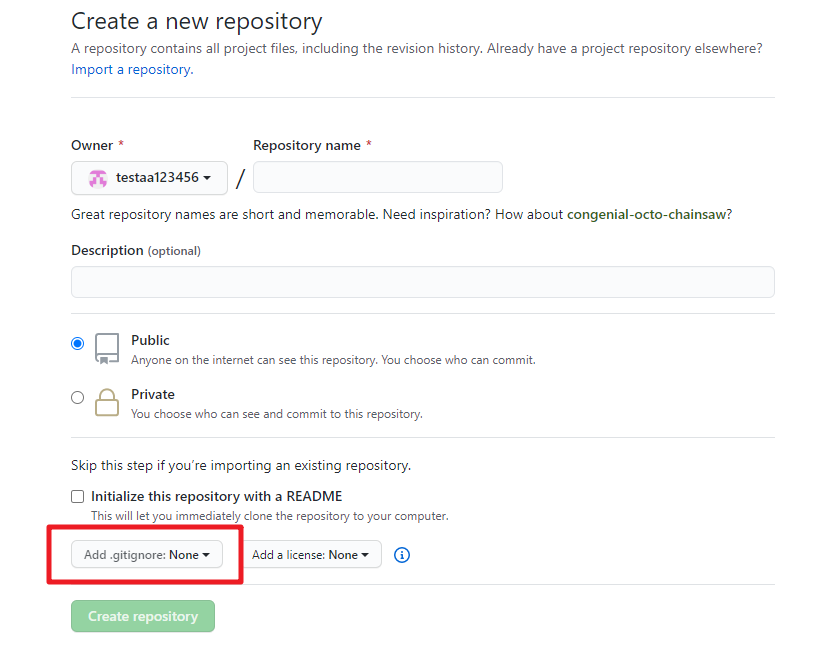 Create a new repository
A repository contains all project files, including the revision history. Already have a project repository elsewhere?
Import a repository.
Owner * Repository name *
testaa123456 /
Great repository names are short and memorable. Need inspiration? How about congenial-octo-chainsaw?
Description (optional)
Public
Anyone on the internet can see this repository. You choose who can commit.
Private
You choose who can see and commit to this repository.
Skip this step if you’re importing an existing repository.
Initialize this repository with a README
This will let you immediately clone the repository to your computer.
Add .gitignore: None Add a license: None
Create repository